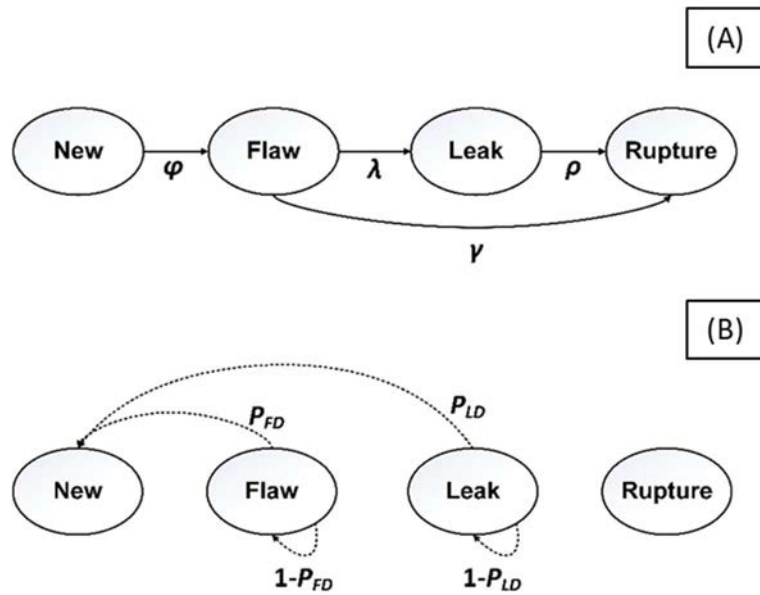 (A)
New
Flaw
Leak
Rupture
φ
λ
ρ
γ
(B)
P_FD
P_LD
New
Flaw
Leak
Rupture
1-P_FD
1-P_LD